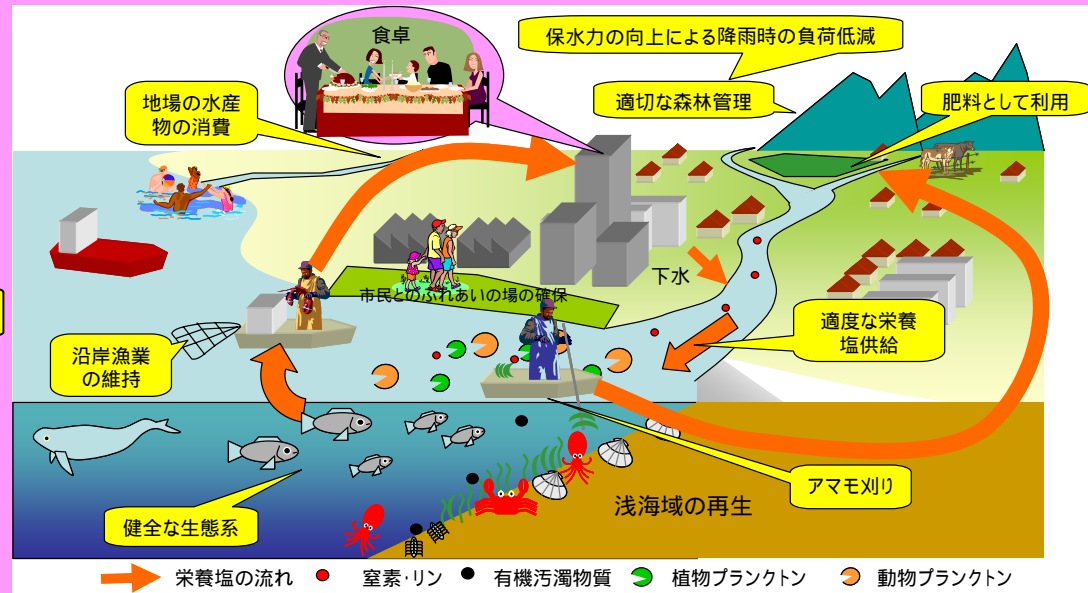 食卓
保水力の向上による降雨時の負荷低減
地場の水産
物の消費
適切な森林管理
肥料として利用
下水
市民とのふれあいの場の確保
適度な栄養
塩供給
沿岸漁業
の維持
アマモ刈り
浅海域の再生
健全な生態系
栄養塩の流れ
窒素・リン
有機汚濁物質
植物プランクトン
動物プランクトン